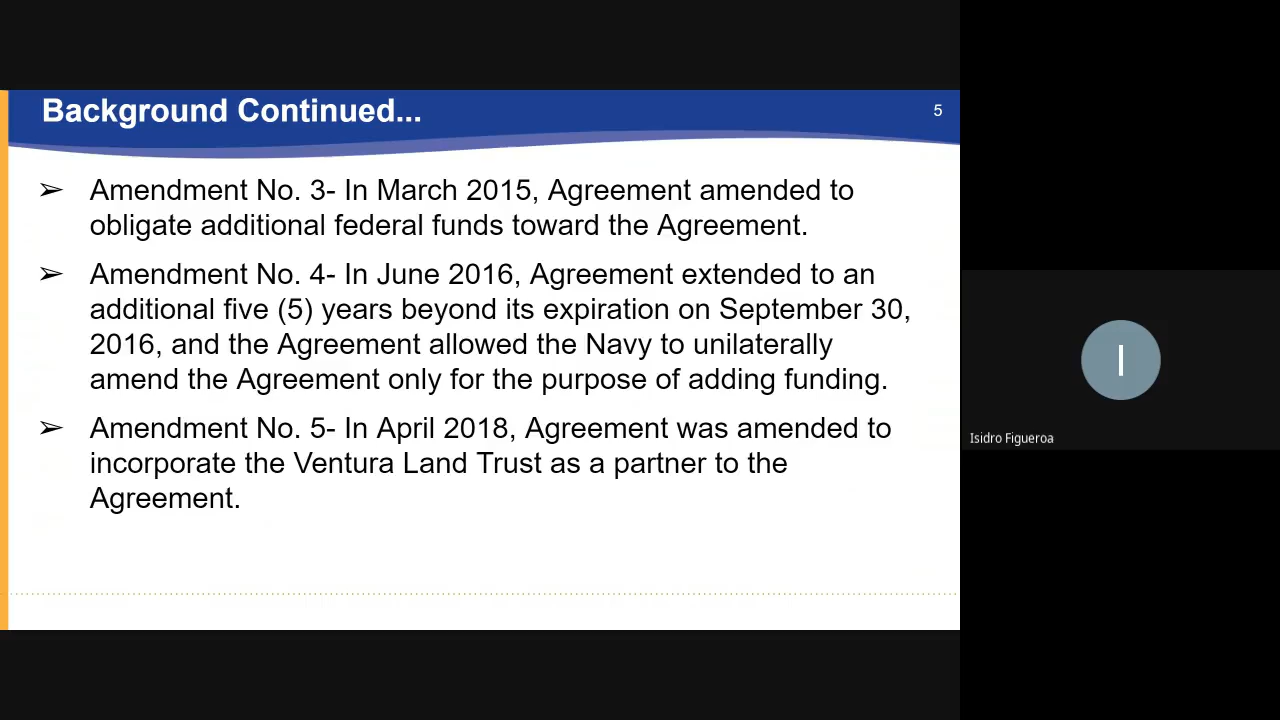 Background Continued...
5
➢ Amendment No. 3- In March 2015, Agreement amended to
obligate additional federal funds toward the Agreement.
➢ Amendment No. 4- In June 2016, Agreement extended to an
additional five (5) years beyond its expiration on September 30,
2016, and the Agreement allowed the Navy to unilaterally
amend the Agreement only for the purpose of adding funding.
➢ Amendment No. 5- In April 2018, Agreement was amended to
incorporate the Ventura Land Trust as a partner to the
Agreement.
I
Isidro Figueroa